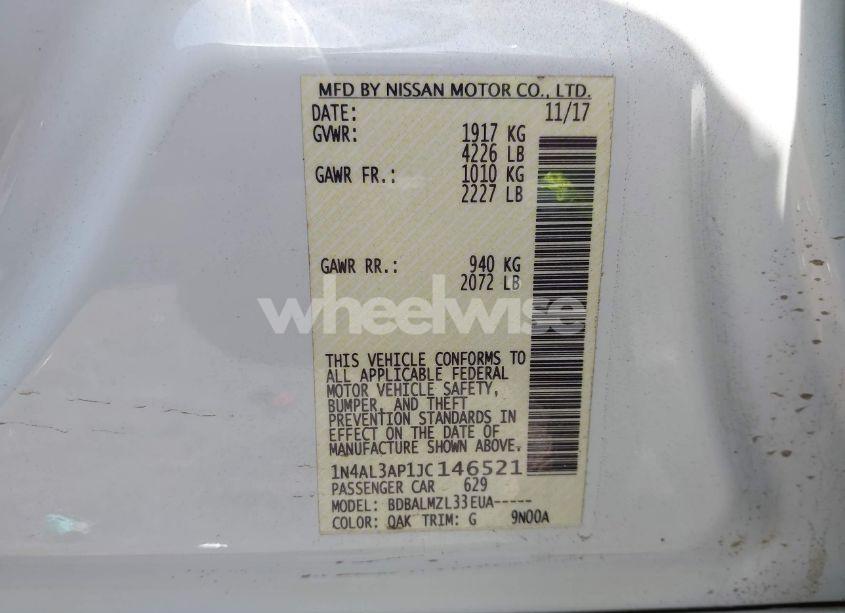 MFD BY NISSAN MOTOR CO., LTD.
DATE: 11/17
GVWR: 1917 KG
4226 LB
GAWR FR.: 1010 KG
2227 LB
GAWR RR.: 940 KG
2072 LB
wheelwise
THIS VEHICLE CONFORMS TO
ALL APPLICABLE FEDERAL
MOTOR VEHICLE SAFETY,
BUMPER, AND THEFT
PREVENTION STANDARDS IN
EFFECT ON THE DATE OF
MANUFACTURE SHOWN ABOVE.
1N4AL3AP1JC146521
PASSENGER CAR 629
MODEL: BDBALMZL33EUA-----
COLOR: QAK TRIM: G 9N00A